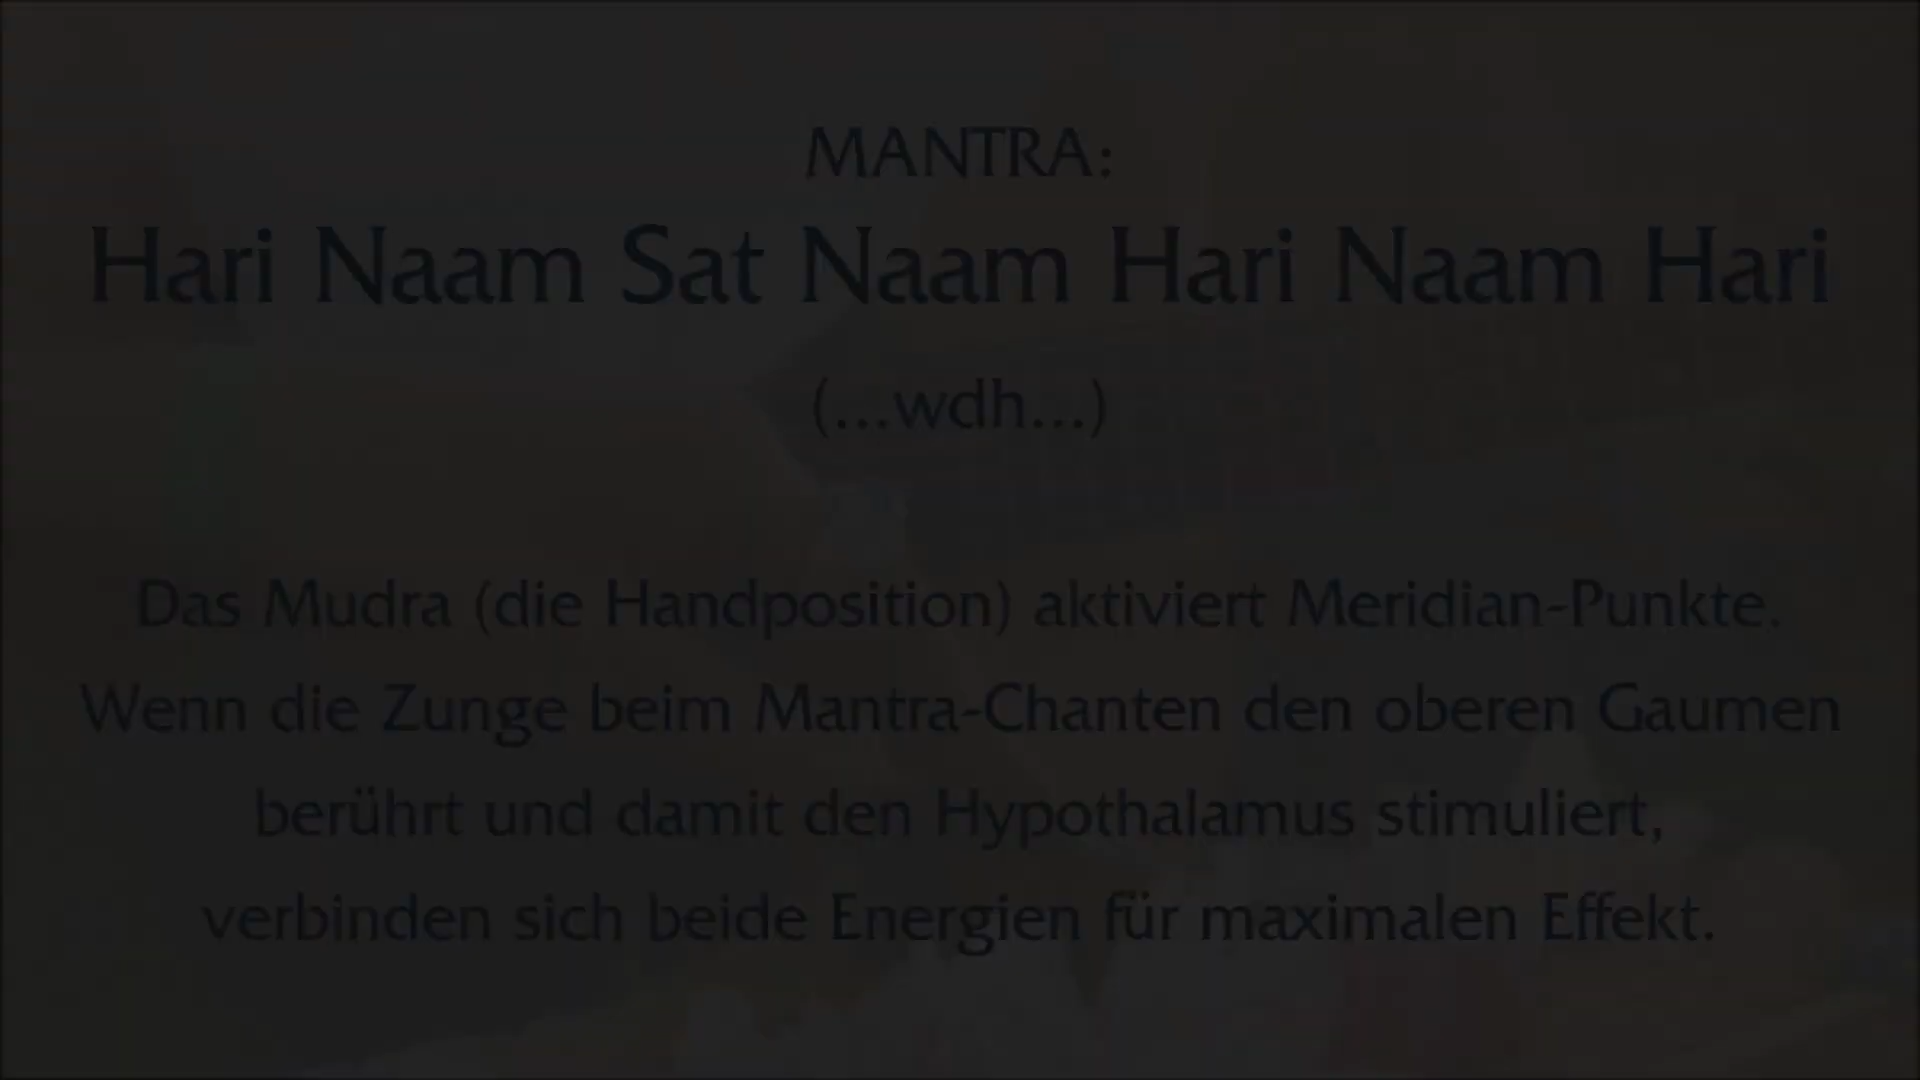 MANTRA:
Hari Naam Sat Naam Hari Naam Hari
(...wdh...)
Das Mudra (die Handposition) aktiviert Meridian-Punkte.
Wenn die Zunge beim Mantra-Chanten den oberen Gaumen
berührt und damit den Hypothalamus stimuliert,
verbinden sich beide Energien für maximalen Effekt.